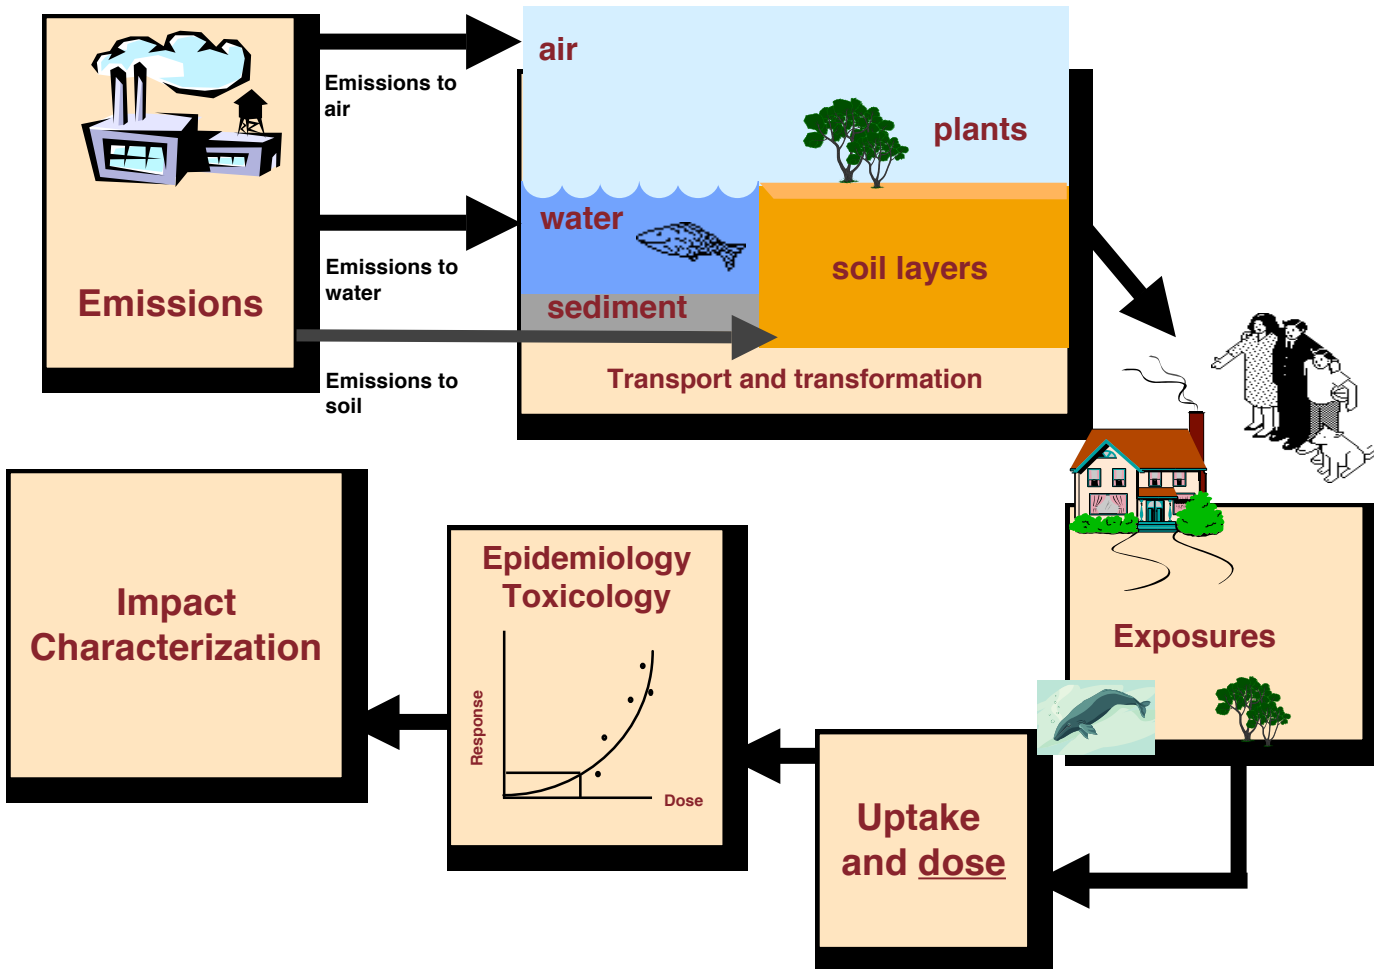 Emissions
Emissions to
air
Emissions to
water
Emissions to
soil
air
plants
water
soil layers
sediment
Transport and transformation
Exposures
Uptake
and dose
Epidemiology
Toxicology
Response
Dose
Impact
Characterization